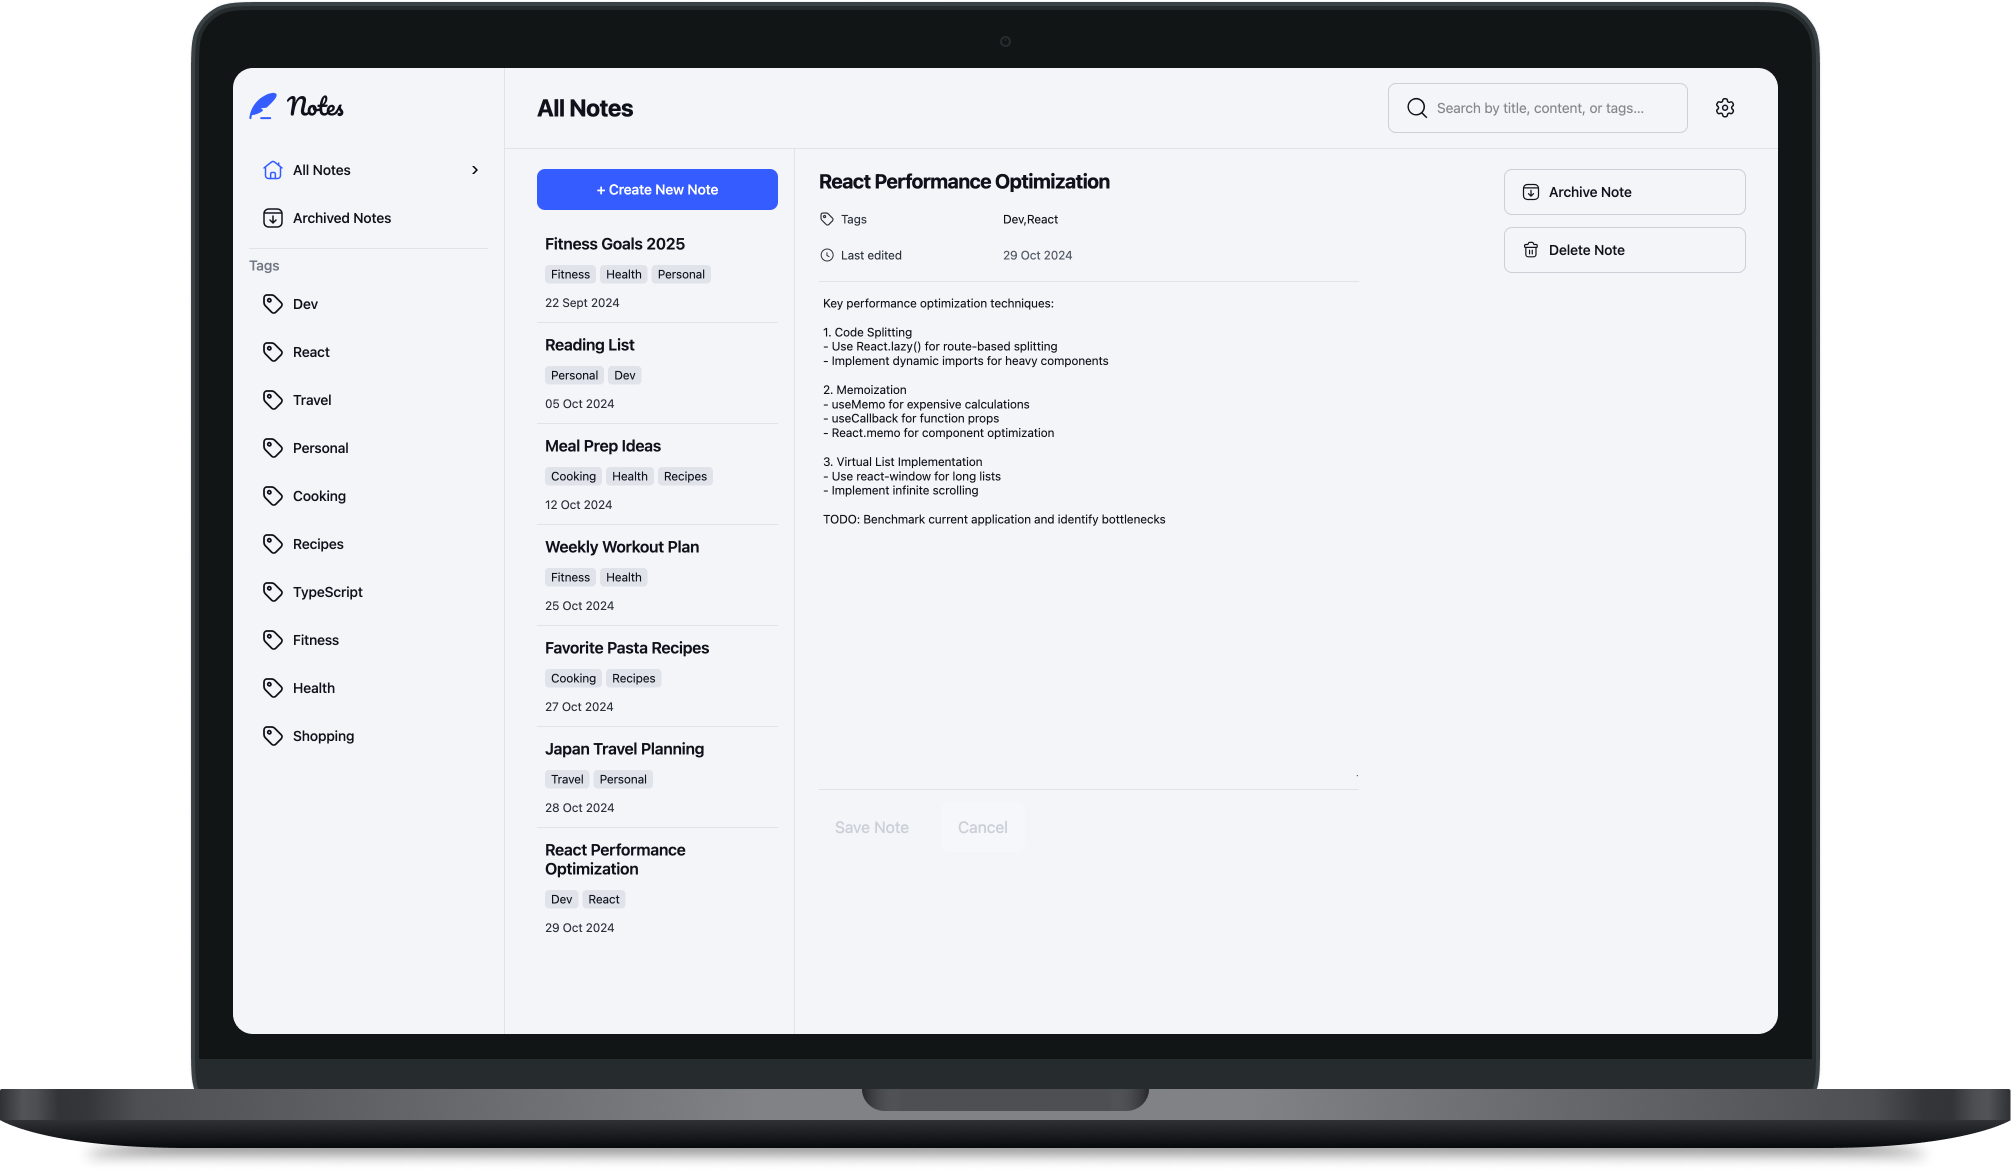 Notes
All Notes
Archived Notes
Tags
Dev
React
Travel
Personal
Cooking
Recipes
TypeScript
Fitness
Health
Shopping
All Notes
Search by title, content, or tags...
+ Create New Note
Fitness Goals 2025
Fitness Health Personal
22 Sept 2024
Reading List
Personal Dev
05 Oct 2024
Meal Prep Ideas
Cooking Health Recipes
12 Oct 2024
Weekly Workout Plan
Fitness Health
25 Oct 2024
Favorite Pasta Recipes
Cooking Recipes
27 Oct 2024
Japan Travel Planning
Travel Personal
28 Oct 2024
React Performance
Optimization
Dev React
29 Oct 2024
React Performance Optimization
Tags Dev,React
Last edited 29 Oct 2024
Key performance optimization techniques:
1. Code Splitting
- Use React.lazy() for route-based splitting
- Implement dynamic imports for heavy components
2. Memoization
- useMemo for expensive calculations
- useCallback for function props
- React.memo for component optimization
3. Virtual List Implementation
- Use react-window for long lists
- Implement infinite scrolling
TODO: Benchmark current application and identify bottlenecks
Save Note Cancel
Archive Note
Delete Note